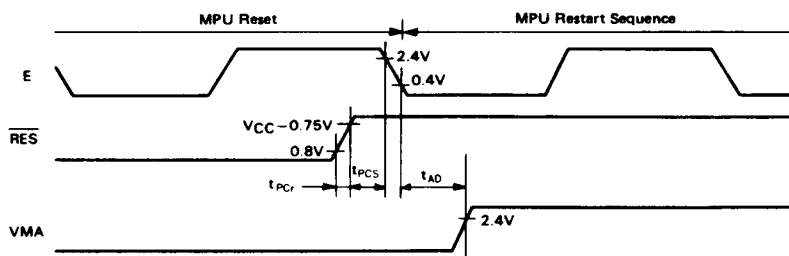 MPU Reset MPU Restart Sequence
E 2.4V
0.4V
RES VCC−0.75V
0.8V
tPCr tPCS tAD
VMA 2.4V